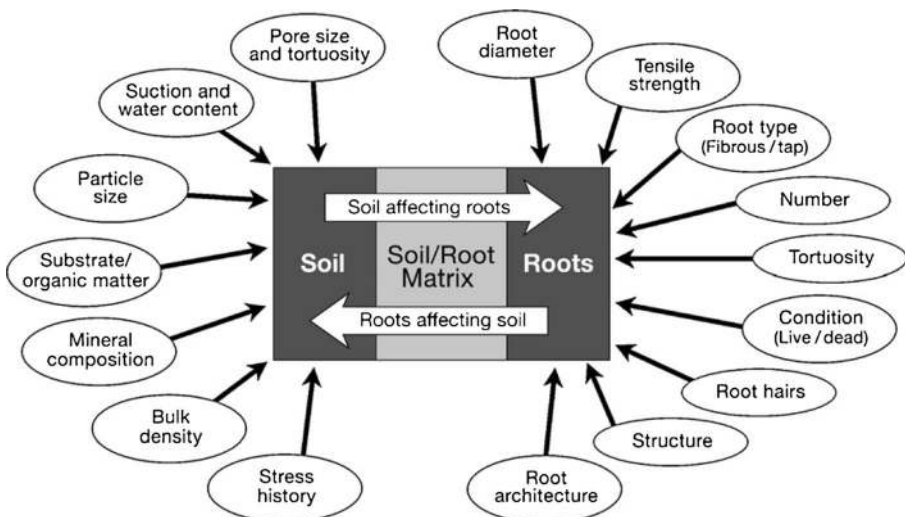 Pore size
and tortuosity
Root
diameter
Suction and
water content
Tensile
strength
Root type
(Fibrous / tap)
Particle
size
Number
Soil affecting roots
Substrate/
organic matter
Soil
Soil/Root
Matrix
Roots
Tortuosity
Roots affecting soil
Mineral
composition
Condition
(Live / dead)
Root hairs
Bulk
density
Structure
Stress
history
Root
architecture